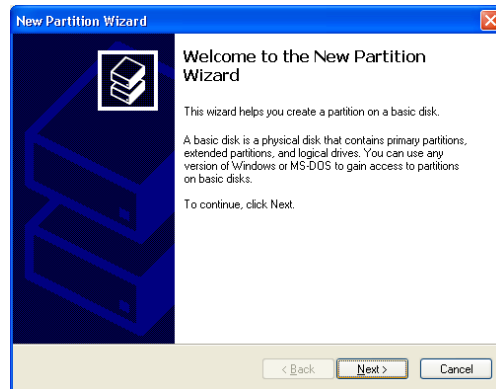 New Partition Wizard
Welcome to the New Partition
Wizard
This wizard helps you create a partition on a basic disk.
A basic disk is a physical disk that contains primary partitions,
extended partitions, and logical drives. You can use any
version of Windows or MS-DOS to gain access to partitions
on basic disks.
To continue, click Next.
< Back
Next >
Cancel